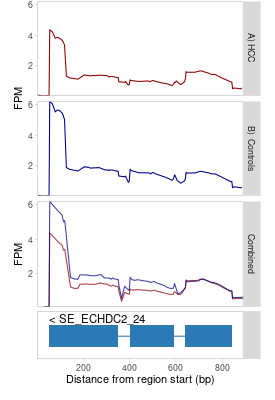 6
4
2
A) HCC
6
4
2
B) Controls
FPM
FPM
6
4
2
Combined
< SE_ECHDC2_24
200 400 600 800
Distance from region start (bp)